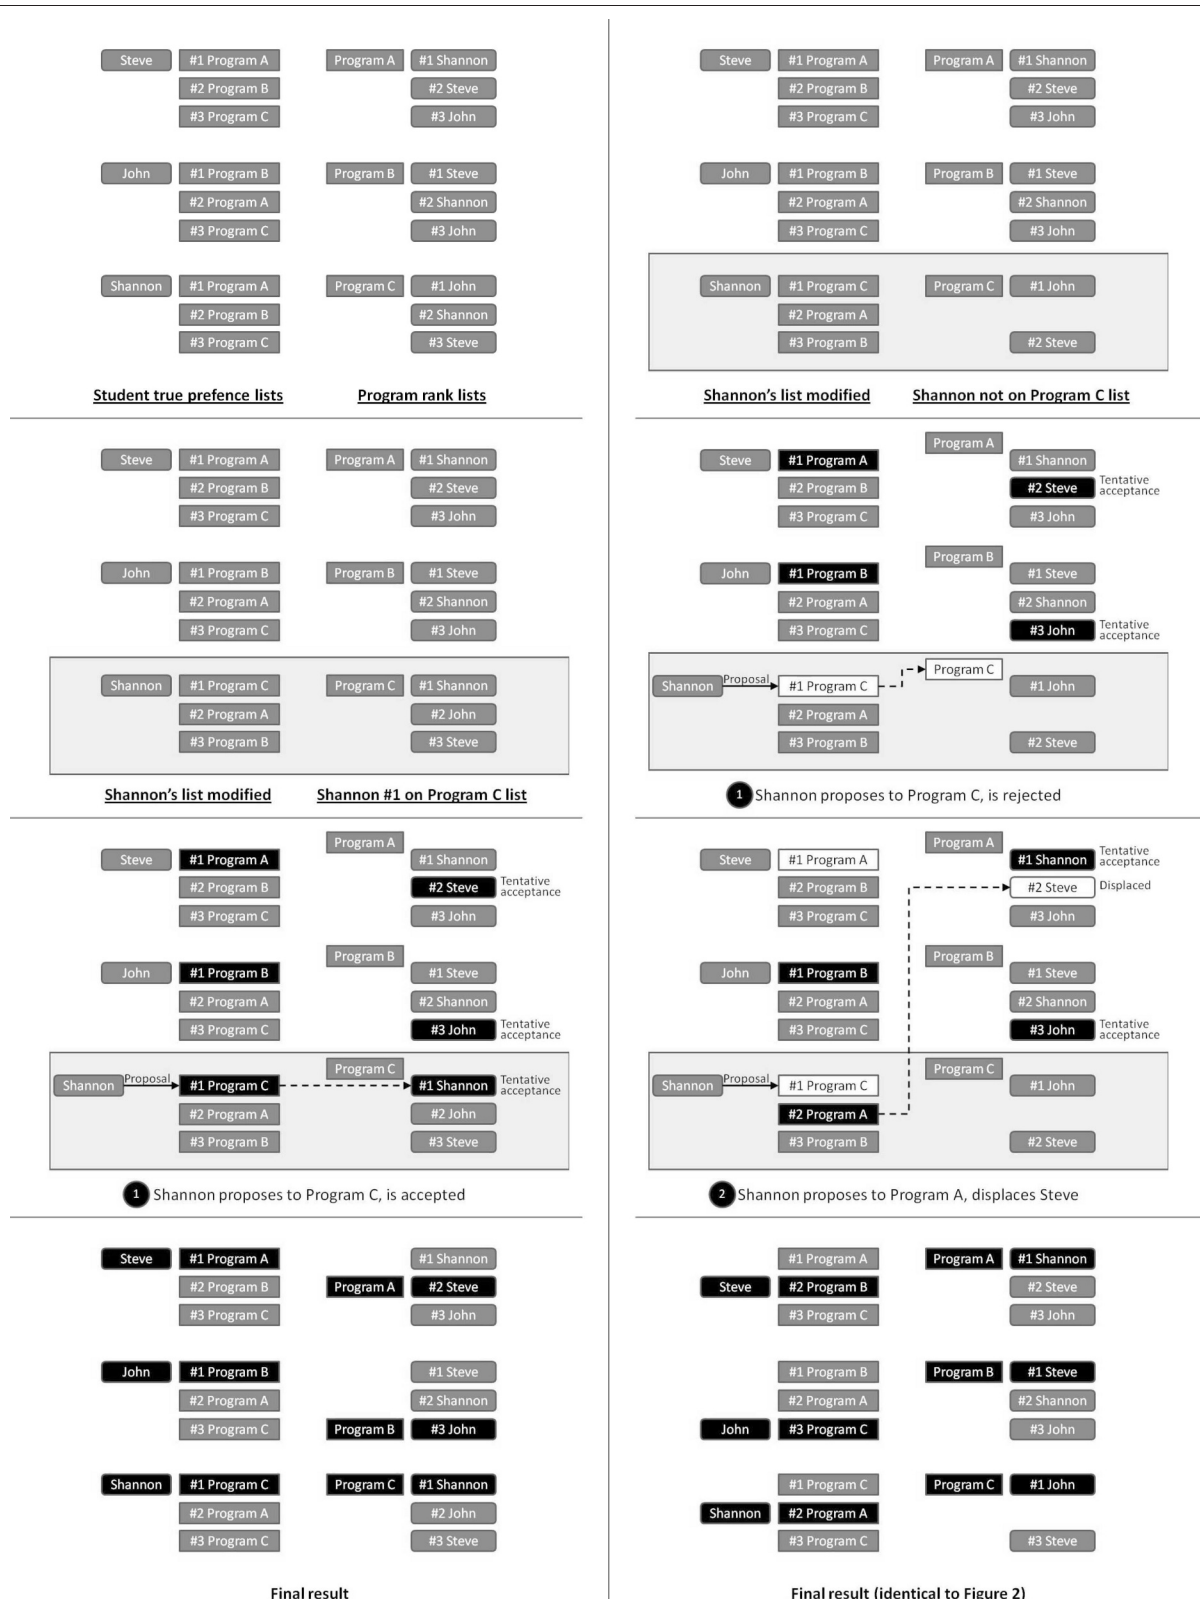 Steve #1 Program A Program A #1 Shannon
#2 Program B #2 Steve
#3 Program C #3 John
John #1 Program B Program B #1 Steve
#2 Program A #2 Shannon
#3 Program C #3 John
Shannon #1 Program A Program C #1 John
#2 Program B #2 Shannon
#3 Program C #3 Steve
Student true prefence lists Program rank lists
Steve #1 Program A Program A #1 Shannon
#2 Program B #2 Steve
#3 Program C #3 John
John #1 Program B Program B #1 Steve
#2 Program A #2 Shannon
#3 Program C #3 John
Shannon #1 Program C Program C #1 Shannon
#2 Program A #2 John
#3 Program B #3 Steve
Shannon's list modified Shannon #1 on Program C list
Program A
Steve #1 Program A #1 Shannon
#2 Program B #2 Steve Tentative acceptance
#3 Program C #3 John
Program B
John #1 Program B #1 Steve
#2 Program A #2 Shannon
#3 Program C #3 John Tentative acceptance
Program C
Shannon Proposal #1 Program C #1 Shannon Tentative acceptance
#2 Program A #2 John
#3 Program B #3 Steve
1 Shannon proposes to Program C, is accepted
Steve #1 Program A #1 Shannon
#2 Program B Program A #2 Steve
#3 Program C #3 John
John #1 Program B #1 Steve
#2 Program A #2 Shannon
#3 Program C Program B #3 John
Shannon #1 Program C Program C #1 Shannon
#2 Program A #2 John
#3 Program C #3 Steve
Final result
Steve #1 Program A Program A #1 Shannon
#2 Program B #2 Steve
#3 Program C #3 John
John #1 Program B Program B #1 Steve
#2 Program A #2 Shannon
#3 Program C #3 John
Shannon #1 Program C Program C #1 John
#2 Program A
#3 Program B #2 Steve
Shannon's list modified Shannon not on Program C list
Program A
Steve #1 Program A #1 Shannon
#2 Program B #2 Steve Tentative acceptance
#3 Program C #3 John
Program B
John #1 Program B #1 Steve
#2 Program A #2 Shannon
#3 Program C #3 John Tentative acceptance
Program C
Shannon Proposal #1 Program C #1 John
#2 Program A
#3 Program B #2 Steve
1 Shannon proposes to Program C, is rejected
Program A
Steve #1 Program A #1 Shannon Tentative acceptance
#2 Program B #2 Steve Displaced
#3 Program C #3 John
Program B
John #1 Program B #1 Steve
#2 Program A #2 Shannon
#3 Program C #3 John Tentative acceptance
Program C
Shannon Proposal #1 Program C #1 John
#2 Program A
#3 Program B #2 Steve
2 Shannon proposes to Program A, displaces Steve
#1 Program A Program A #1 Shannon
Steve #2 Program B #2 Steve
#3 Program C #3 John
#1 Program B Program B #1 Steve
#2 Program A #2 Shannon
John #3 Program C #3 John
#1 Program C Program C #1 John
Shannon #2 Program A
#3 Program C #3 Steve
Final result (identical to Figure 2)